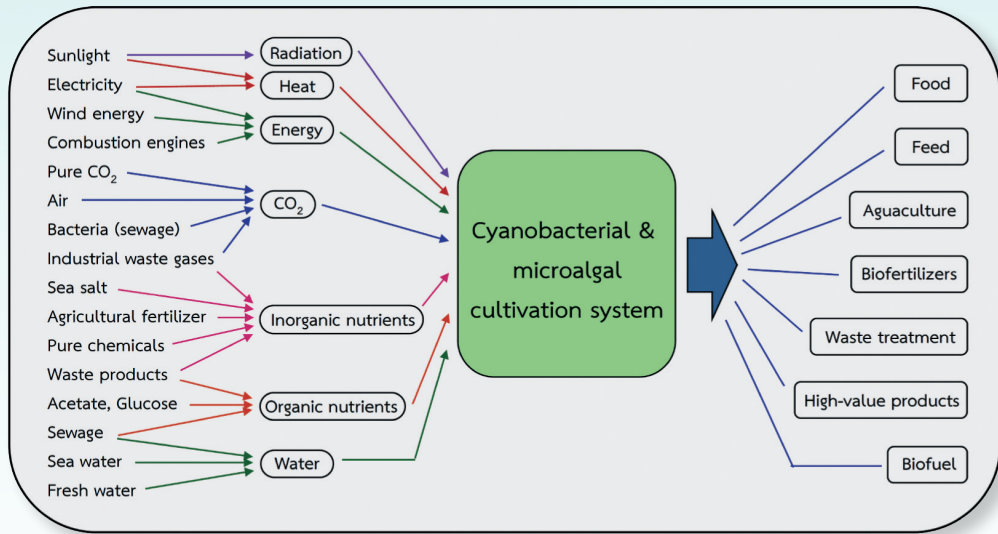 Sunlight
Electricity
Wind energy
Combustion engines
Pure CO₂
Air
Bacteria (sewage)
Industrial waste gases
Sea salt
Agricultural fertilizer
Pure chemicals
Waste products
Acetate, Glucose
Sewage
Sea water
Fresh water
Radiation
Heat
Energy
CO₂
Inorganic nutrients
Organic nutrients
Water
Cyanobacterial &
microalgal
cultivation system
Food
Feed
Aguaculture
Biofertilizers
Waste treatment
High-value products
Biofuel